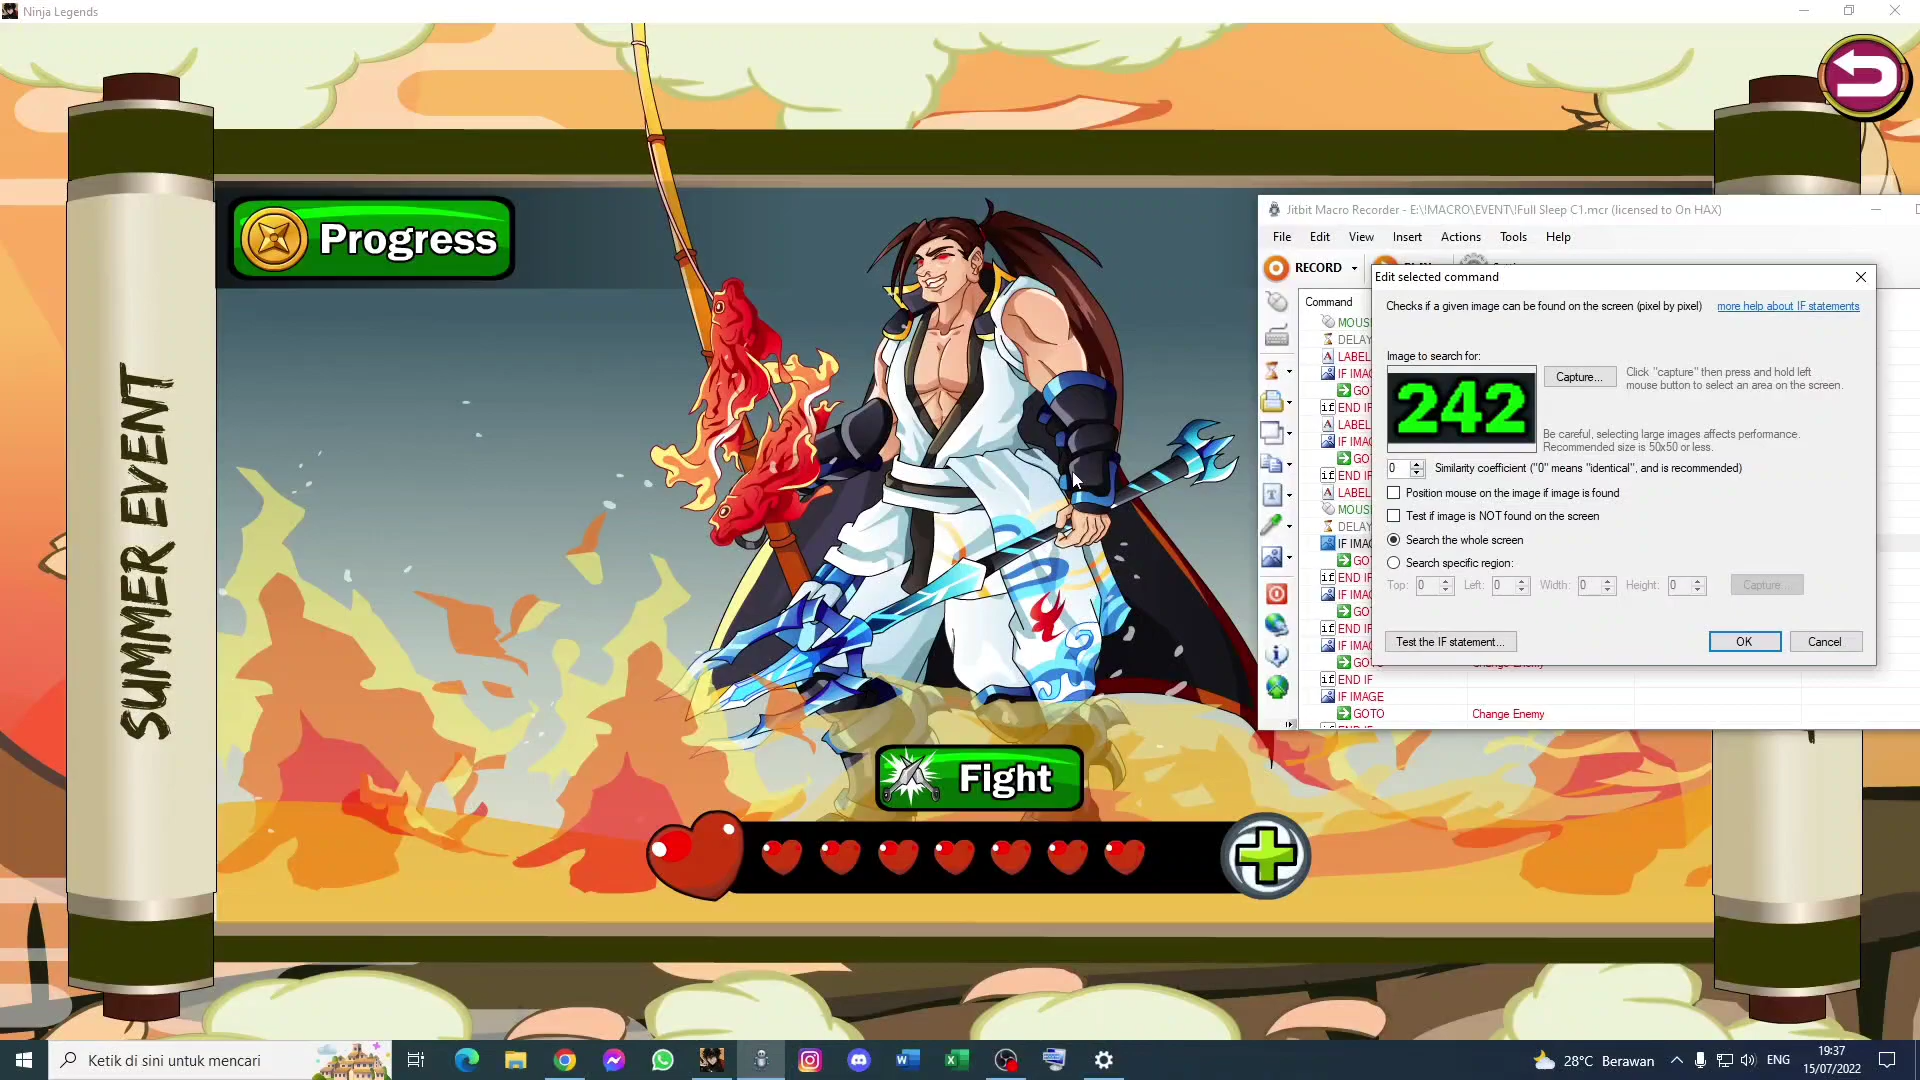 Ninja Legends
SUMMER EVENT
Progress
Jitbit Macro Recorder - E:\!MACRO\EVENT\!Full Sleep C1.mcr (licensed to On HAX)
File Edit View Insert Actions Tools Help
RECORD
Edit selected command
Command
Checks if a given image can be found on the screen (pixel by pixel) more help about IF statements
MOUS
DELAY
LABEL
IF IMA
GO
END IF
LABEL
IF IMA
GO
END IF
LABEL
MOUS
DELAY
IF IMA
GO
END IF
IF IMA
GO
END IF
IF IMA
GOTO Change Enemy
END IF
IF IMAGE
GOTO Change Enemy
Image to search for:
242
Capture...
Click "capture" then press and hold left
mouse button to select an area on the screen.
Be careful, selecting large images affects performance.
Recommended size is 50x50 or less.
0 Similarity coefficient ("0" means "identical", and is recommended)
Position mouse on the image if image is found
Test if image is NOT found on the screen
Search the whole screen
Search specific region:
Top: 0 Left: 0 Width: 0 Height: 0 Capture...
Test the IF statement... OK Cancel
Fight
Ketik di sini untuk mencari
28°C Berawan
ENG
19:37
15/07/2022